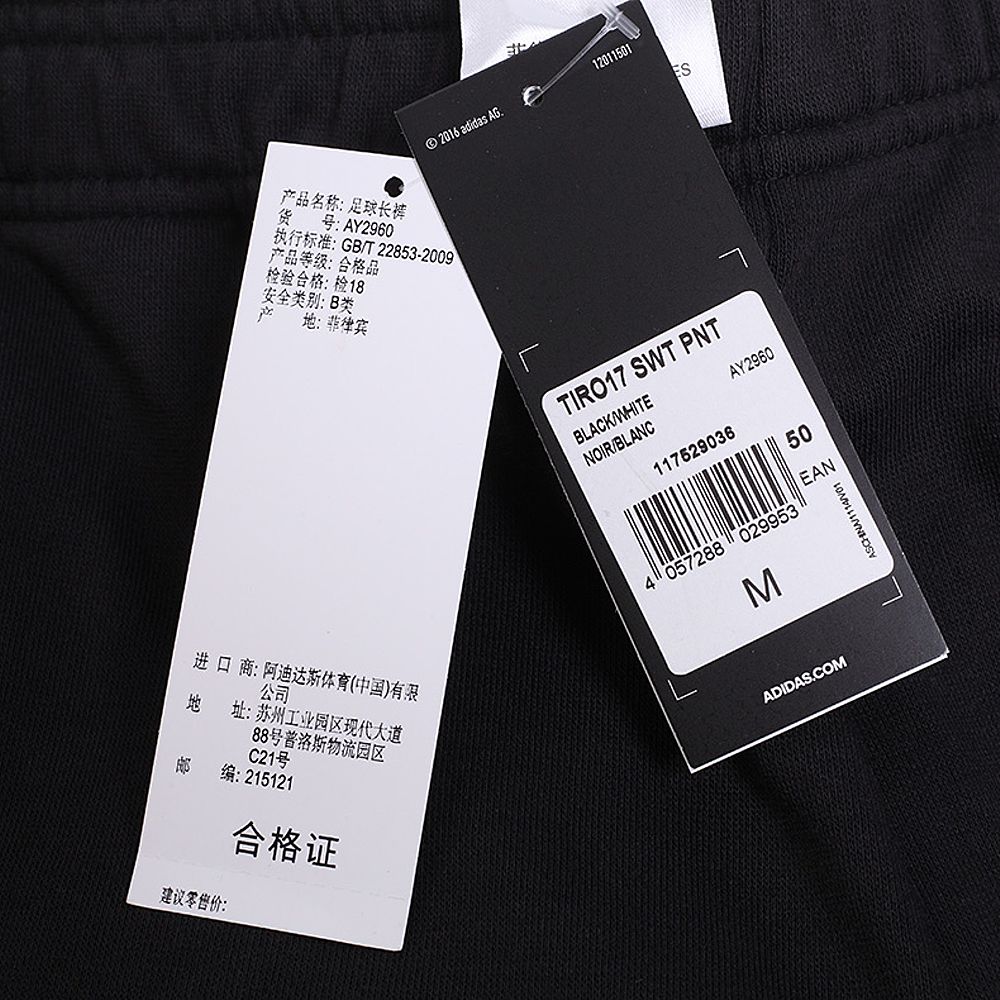 产品名称: 足球长裤
货 号: AY2960
执行标准: GB/T 22853-2009
产品等级: 合格品
检验合格: 检18
安全类别: B类
产 地: 菲律宾
进 口 商: 阿迪达斯体育(中国)有限
公司
地 址: 苏州工业园区现代大道
88号普洛斯物流园区
C21号
邮 编: 215121
合格证
建议零售价:
12011501
© 2016 adidas AG.
TIRO17 SWT PNT
AY2960
BLACK/WHITE
NOIR/BLANC
117529036
50
EAN
4 057288 029953
M
ADIDAS.COM